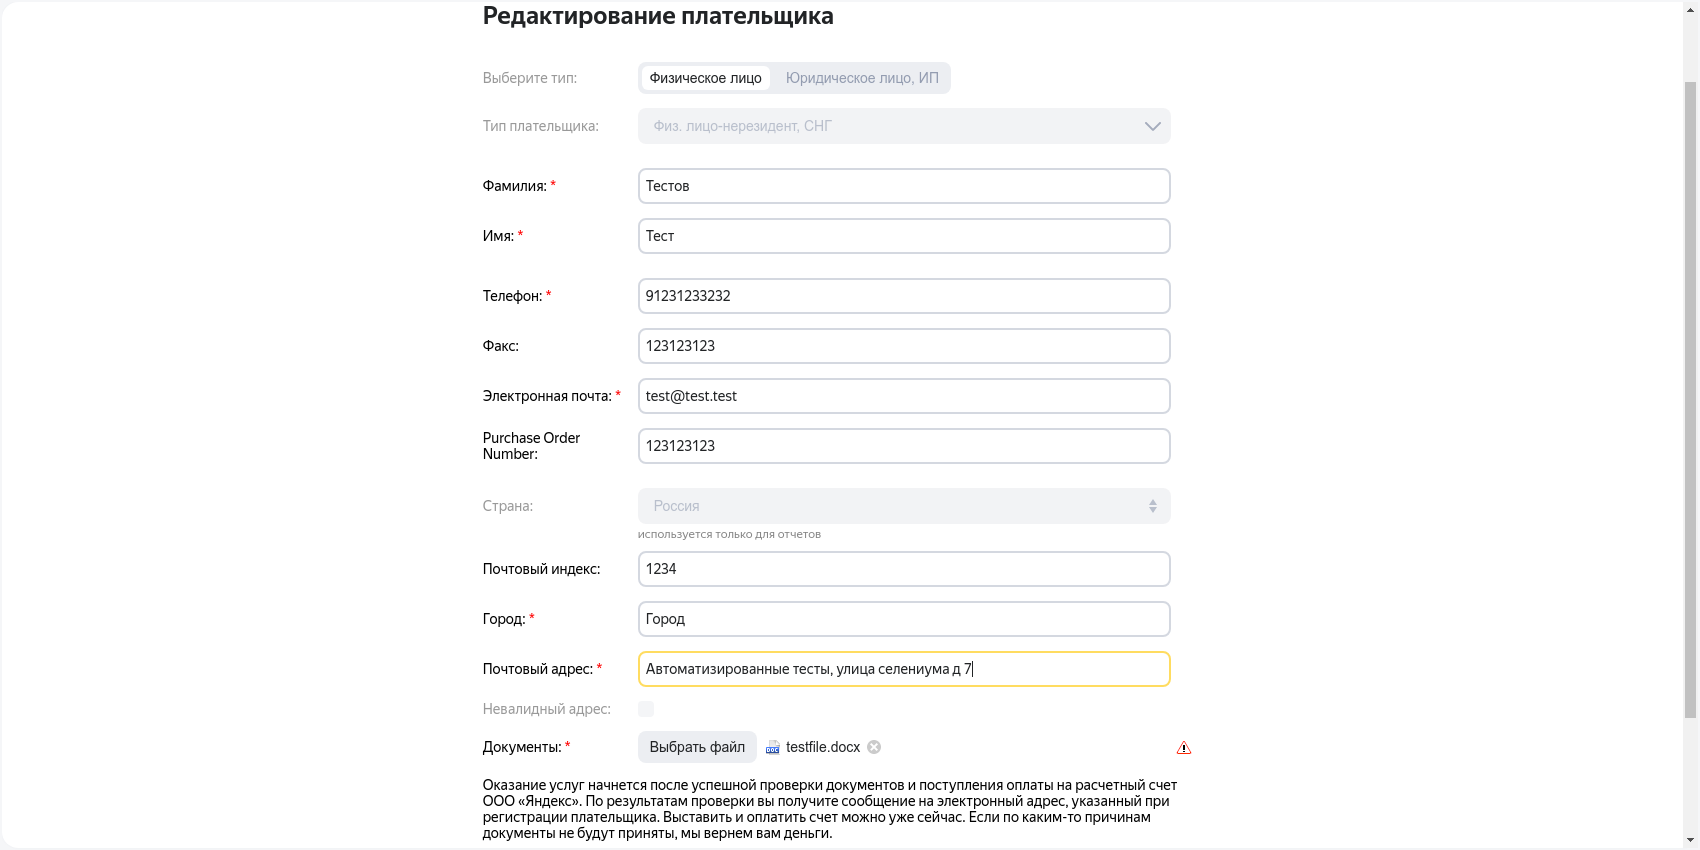 Редактирование плательщика
Выберите тип: Физическое лицо Юридическое лицо, ИП
Тип плательщика: Физ. лицо-нерезидент, СНГ
Фамилия: * Тестов
Имя: * Тест
Телефон: * 91231233232
Факс: 123123123
Электронная почта: * test@test.test
Purchase Order
Number: 123123123
Страна: Россия
используется только для отчетов
Почтовый индекс: 1234
Город: * Город
Почтовый адрес: * Автоматизированные тесты, улица селениума д 7
Невалидный адрес:
Документы: * Выбрать файл DOC testfile.docx
Оказание услуг начнется после успешной проверки документов и поступления оплаты на расчетный счет
ООО «Яндекс». По результатам проверки вы получите сообщение на электронный адрес, указанный при
регистрации плательщика. Выставить и оплатить счет можно уже сейчас. Если по каким-то причинам
документы не будут приняты, мы вернем вам деньги.